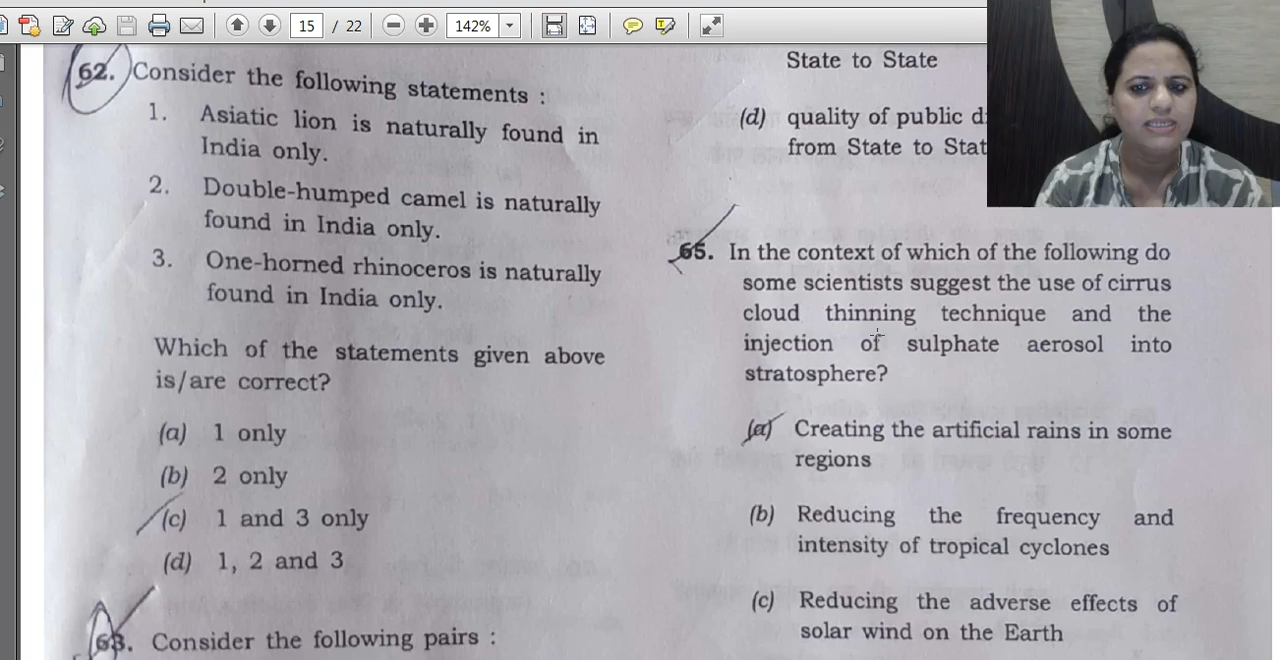 15 / 22
142%
62. Consider the following statements :
1. Asiatic lion is naturally found in
India only.
2. Double-humped camel is naturally
found in India only.
3. One-horned rhinoceros is naturally
found in India only.
Which of the statements given above
is/are correct?
(a) 1 only
(b) 2 only
(c) 1 and 3 only
(d) 1, 2 and 3
63. Consider the following pairs :
State to State
(d) quality of public
from State to
65. In the context of which of the following do
some scientists suggest the use of cirrus
cloud thinning technique and the
injection of sulphate aerosol into
stratosphere?
(a) Creating the artificial rains in some
regions
(b) Reducing the frequency and
intensity of tropical cyclones
(c) Reducing the adverse effects of
solar wind on the Earth